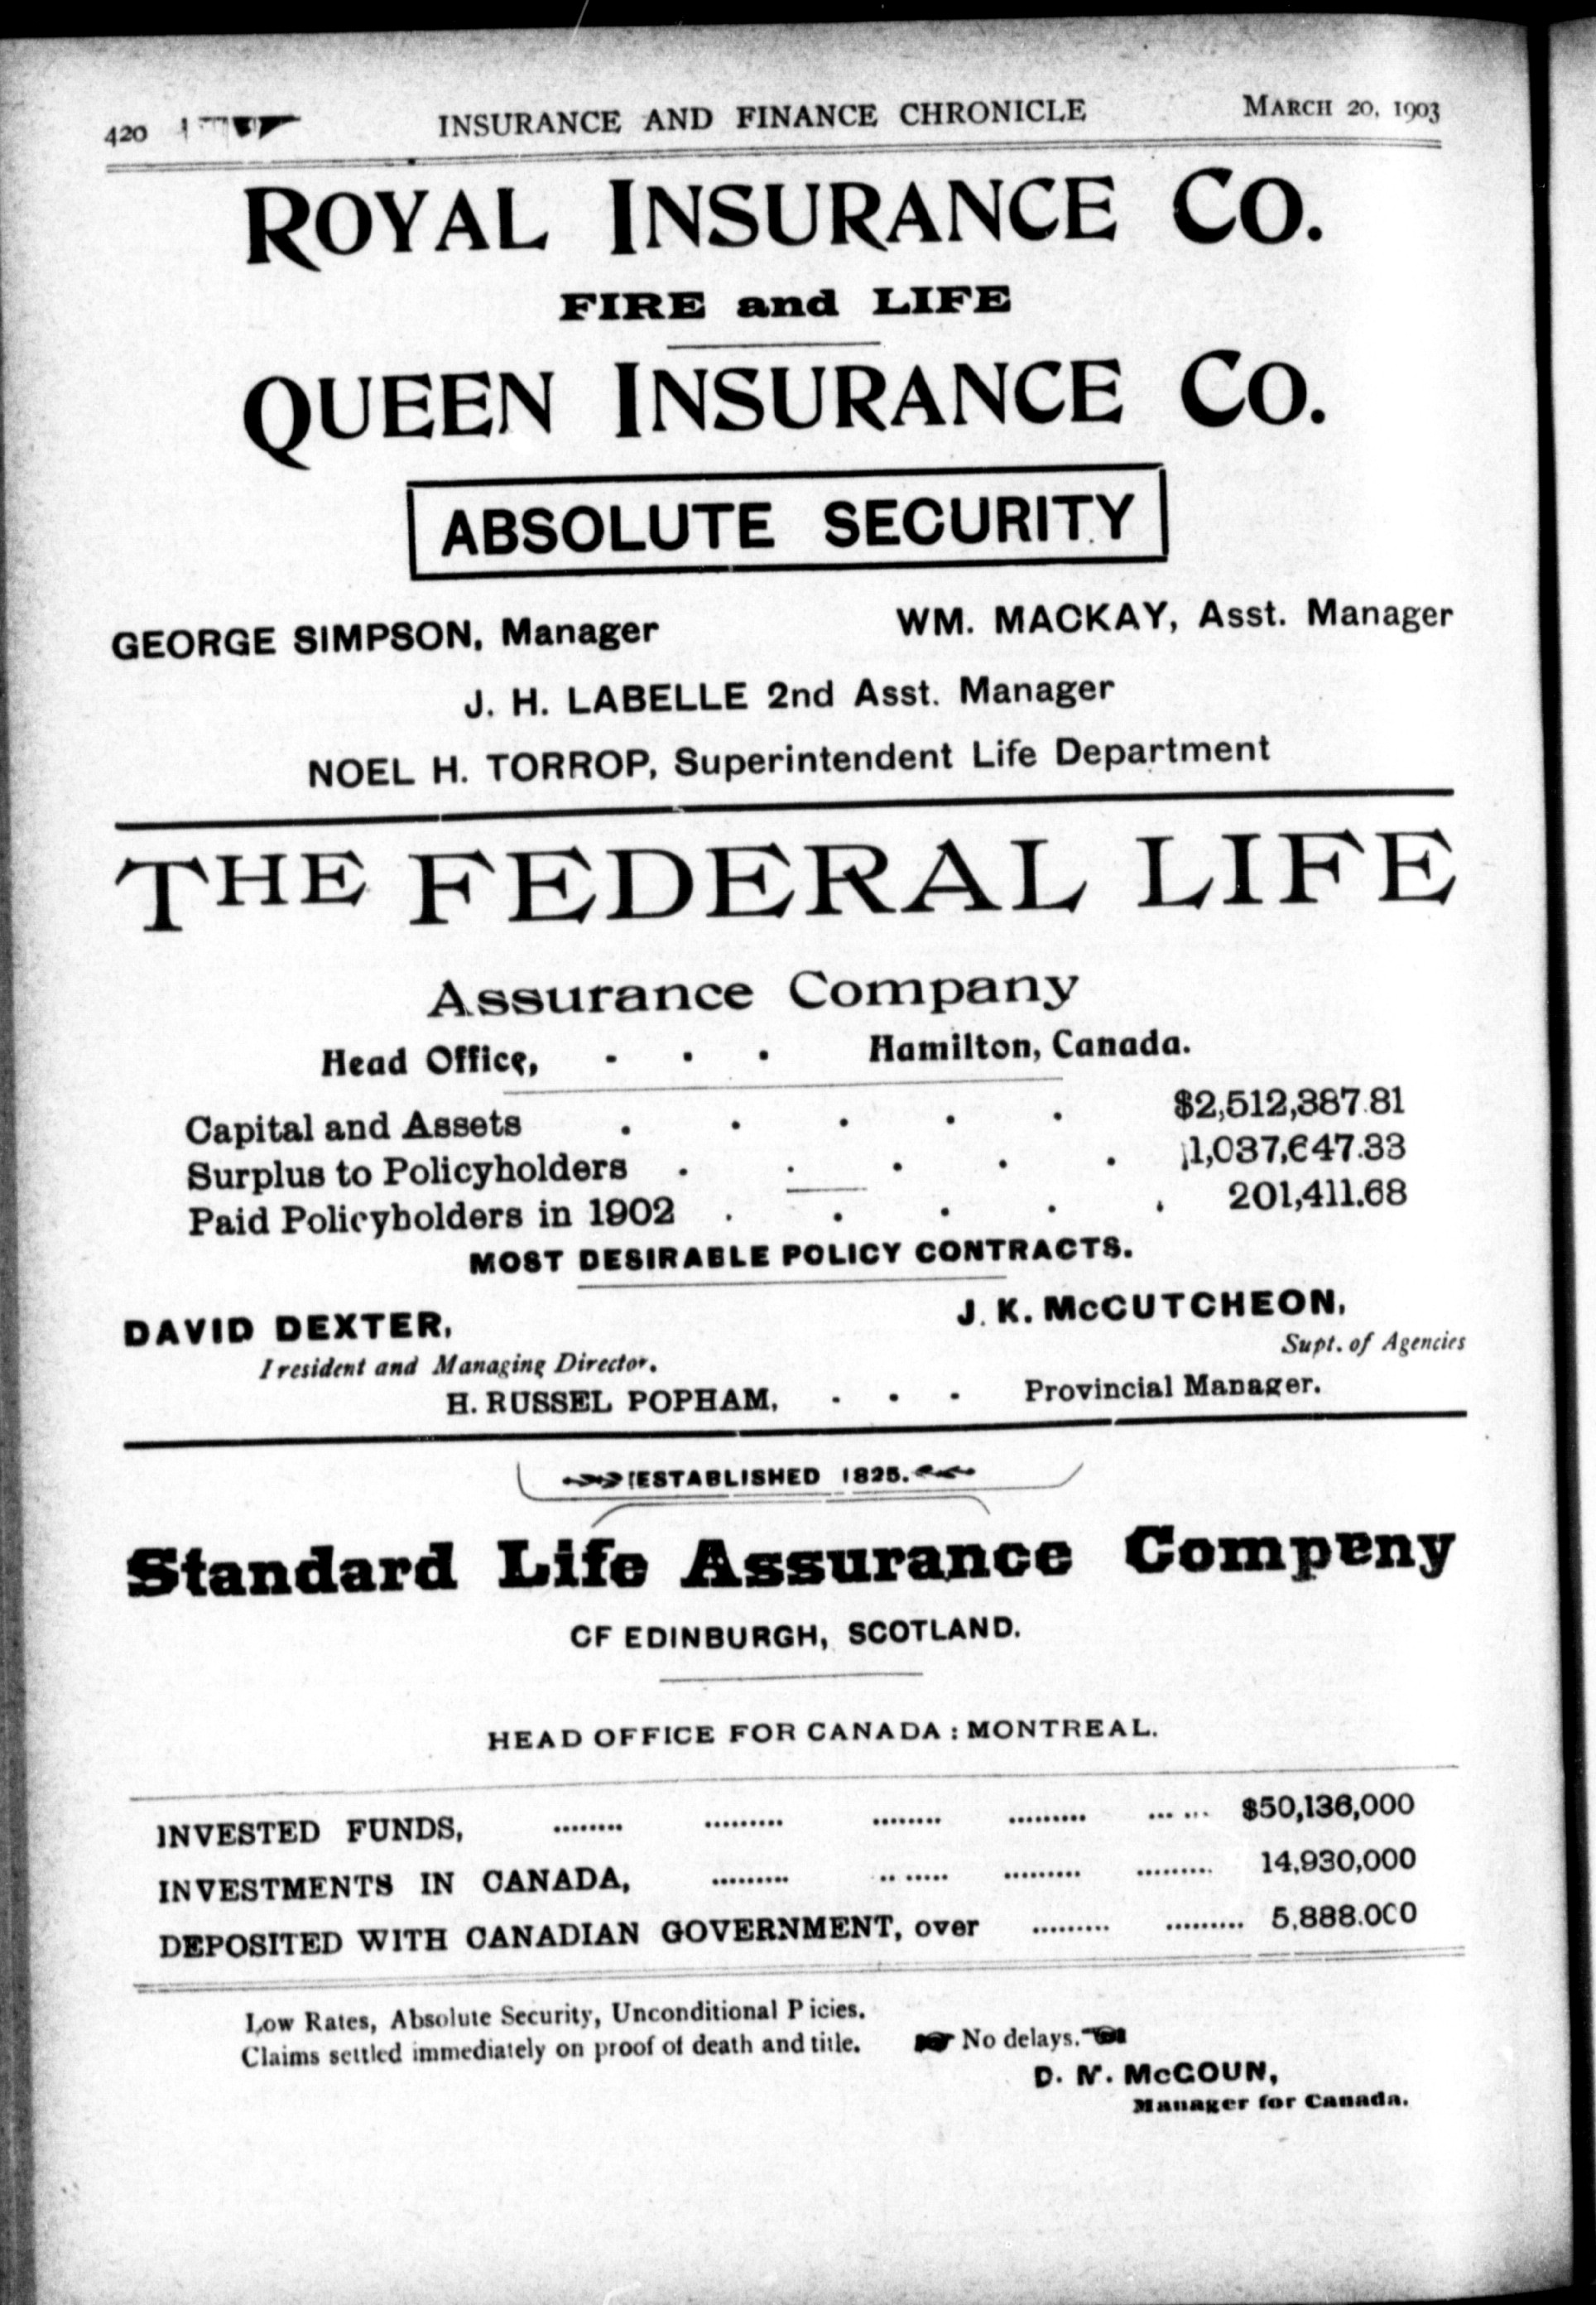 420 INSURANCE AND FINANCE CHRONICLE MARCH 20, 1903
ROYAL INSURANCE CO.
FIRE and LIFE
QUEEN INSURANCE CO.
ABSOLUTE SECURITY
GEORGE SIMPSON, Manager WM. MACKAY, Asst. Manager
J. H. LABELLE 2nd Asst. Manager
NOEL H. TORROP, Superintendent Life Department
THE FEDERAL LIFE
Assurance Company
Head Office, - - - Hamilton, Canada.
Capital and Assets . . . . . $2,512,387.81
Surplus to Policyholders . . . . . 1,037,647.33
Paid Policyholders in 1902 . . . . . 201,411.68
MOST DESIRABLE POLICY CONTRACTS.
DAVID DEXTER, J. K. McCUTCHEON,
President and Managing Director. Supt. of Agencies
H. RUSSEL POPHAM, - - - Provincial Manager.
ESTABLISHED 1825.
Standard Life Assurance Company
OF EDINBURGH, SCOTLAND.
HEAD OFFICE FOR CANADA : MONTREAL.
INVESTED FUNDS, ........ ......... ........ ......... ... ... $50,136,000
INVESTMENTS IN CANADA, ......... .. ..... ......... ......... 14,930,000
DEPOSITED WITH CANADIAN GOVERNMENT, over ......... ......... 5,888.000
Low Rates, Absolute Security, Unconditional P icies.
Claims settled immediately on proof of death and title. No delays.
D. M. McGOUN,
Manager for Canada.